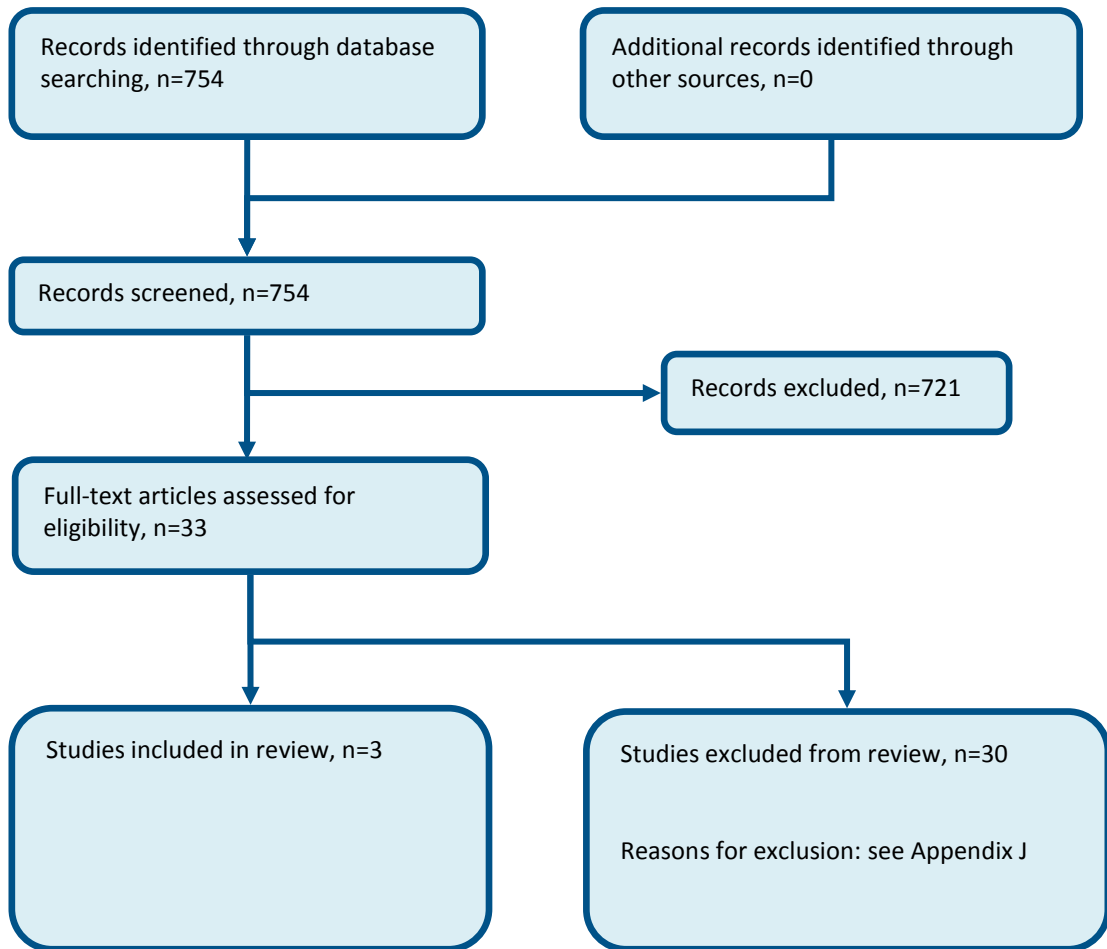 Records identified through database
searching, n=754
Additional records identified through
other sources, n=0
Records screened, n=754
Records excluded, n=721
Full-text articles assessed for
eligibility, n=33
Studies included in review, n=3
Studies excluded from review, n=30
Reasons for exclusion: see Appendix J